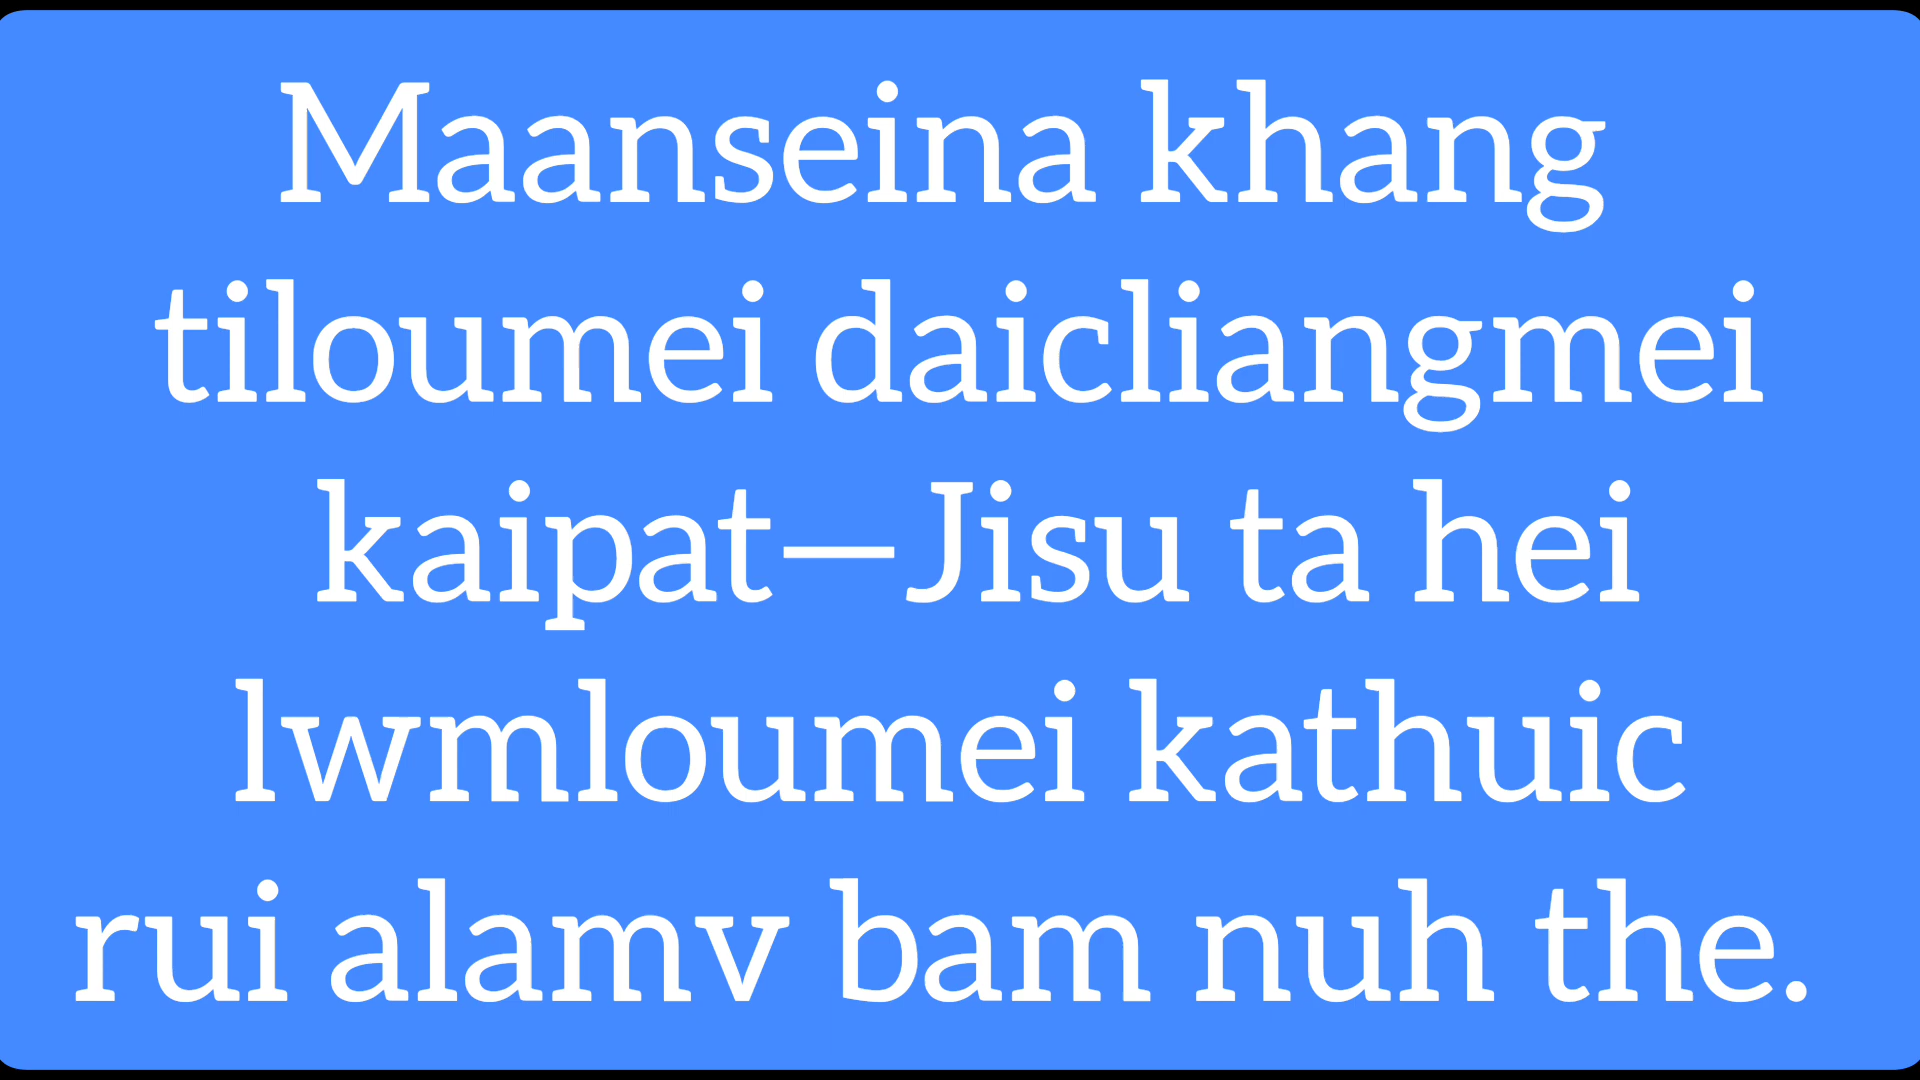 Maanseina khang
tiloumei daicliangmei
kaipat—Jisu ta hei
lwmloumei kathuic
rui alamv bam nuh the.